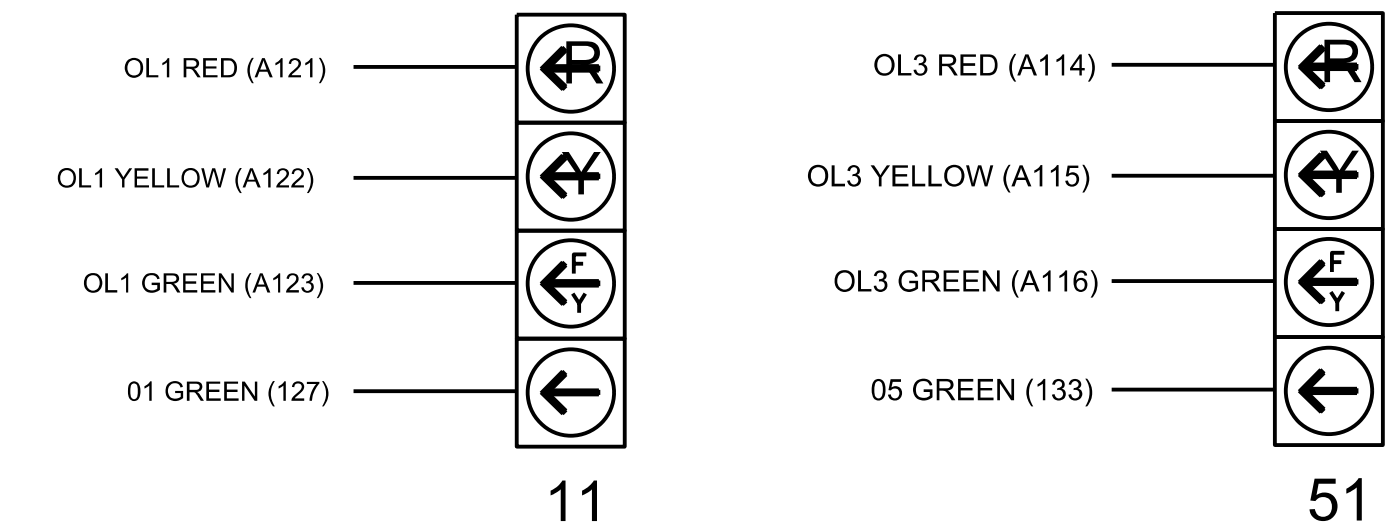 OL1 RED (A121)
R
OL1 YELLOW (A122)
Y
OL1 GREEN (A123)
F
Y
01 GREEN (127)
11
OL3 RED (A114)
R
OL3 YELLOW (A115)
Y
OL3 GREEN (A116)
F
Y
05 GREEN (133)
51